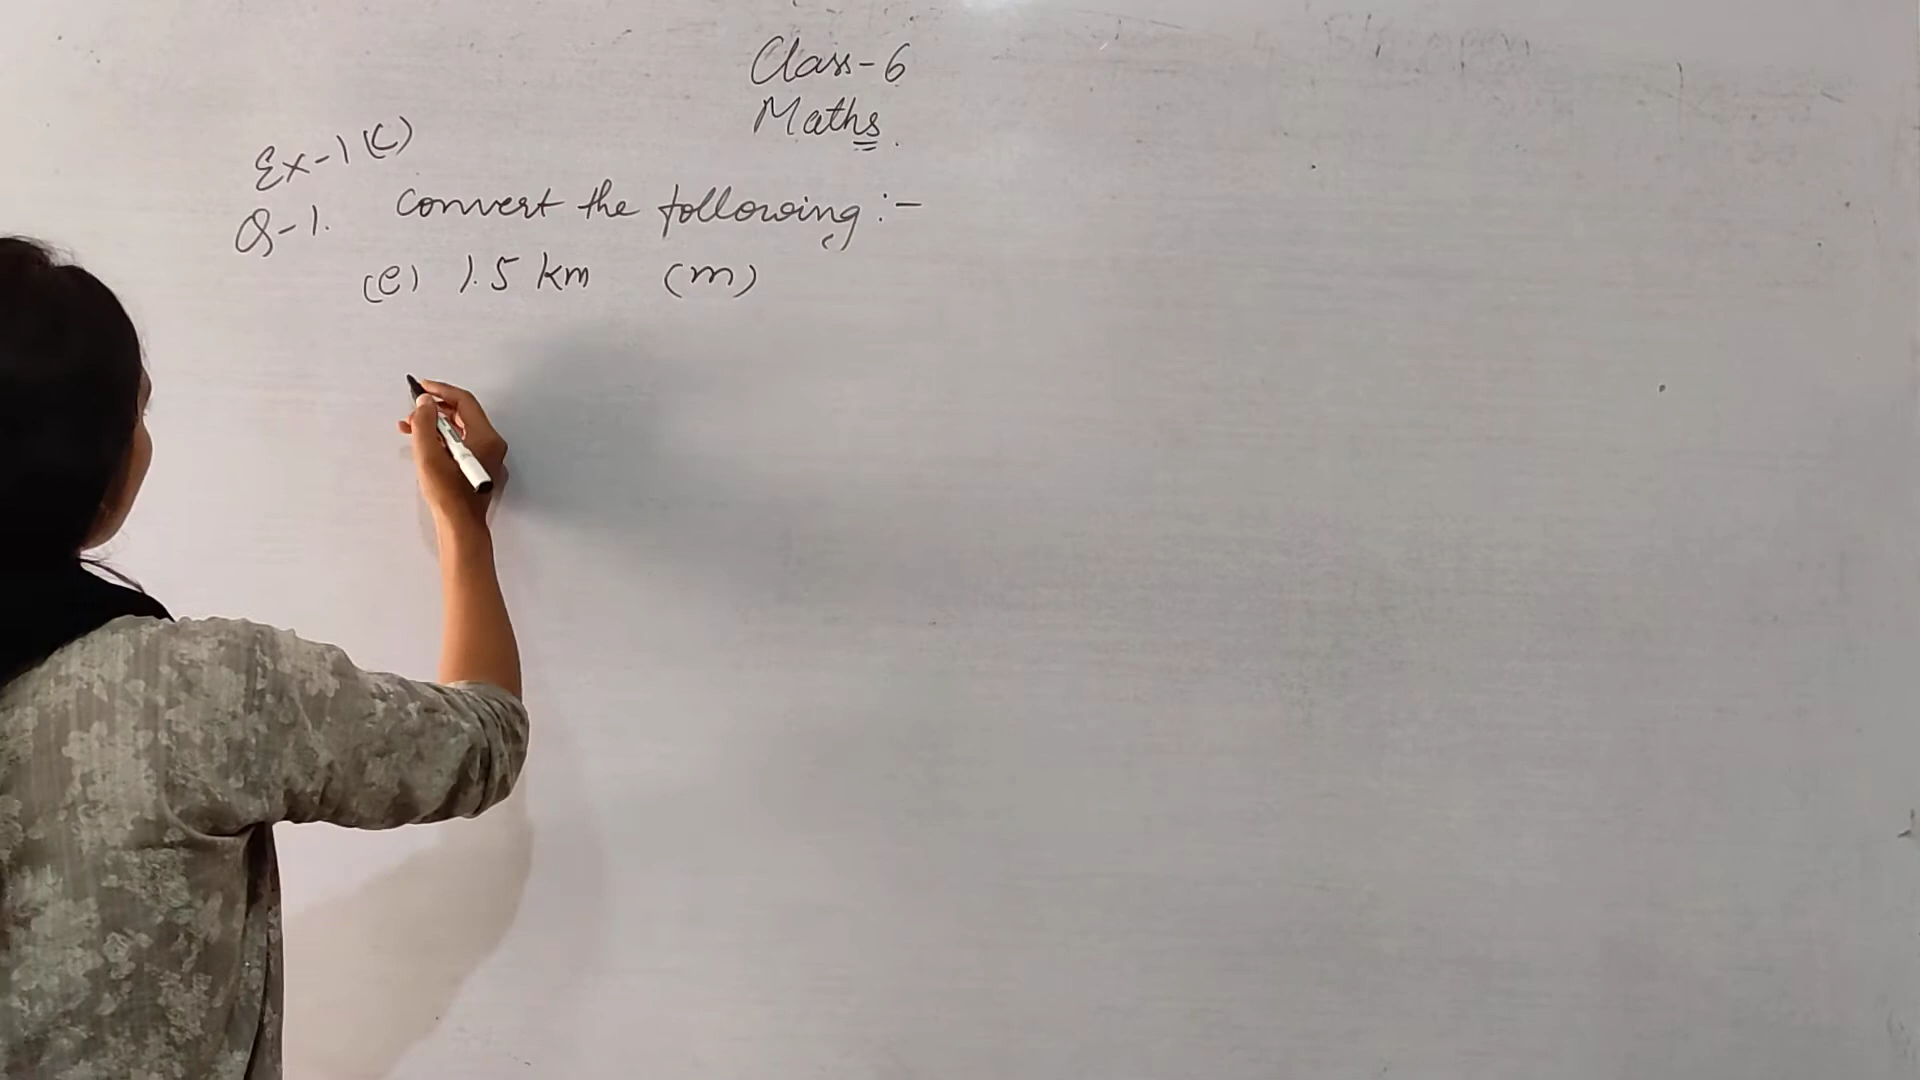 Class-6
Maths.
Ex-1(C)
Q-1. Convert the following :-
(e) 1.5 km (m)